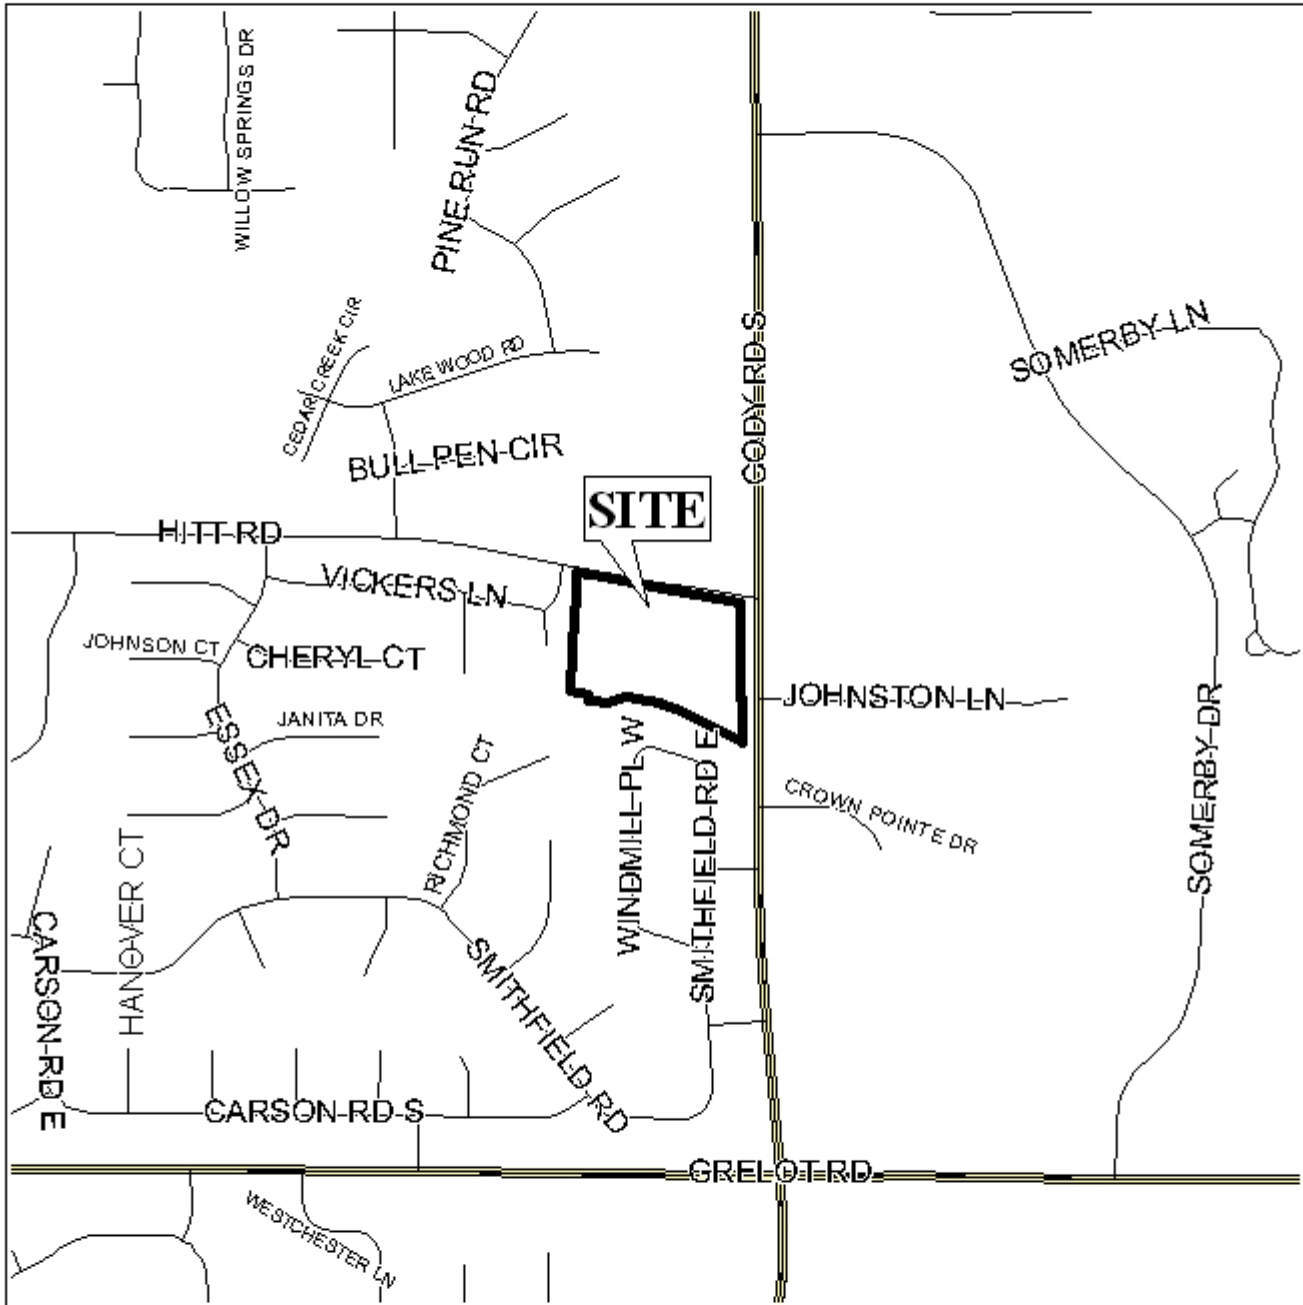 WILLOW SPRINGS DR
PINE RUN RD
CEDAR CREEK CIR
LAKE WOOD RD
CODY RD S
SOMERBY LN
BULL PEN CIR
SITE
HITT RD
VICKERS LN
JOHNSON CT
CHERYL CT
JOHNSTON LN
JANITA DR
ESSEX DR
RICHMOND CT
WINDMILL PL W
SMITHFIELD RD E
CROWN POINTE DR
SOMERBY DR
HANOVER CT
CARSON RD E
SMITHFIELD RD
CARSON RD S
GRELOT RD
WESTCHESTER LN